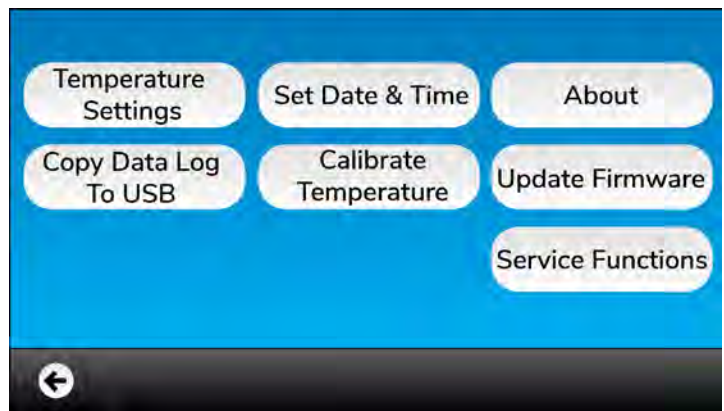 Temperature
Settings
Set Date & Time
About
Copy Data Log
To USB
Calibrate
Temperature
Update Firmware
Service Functions